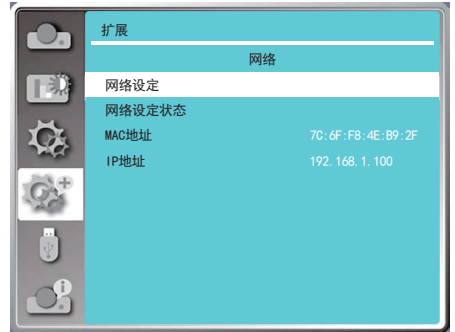 扩展
网络
网络设定
网络设定状态
MAC地址 7C:6F:F8:4E:B9:2F
IP地址 192.168.1.100